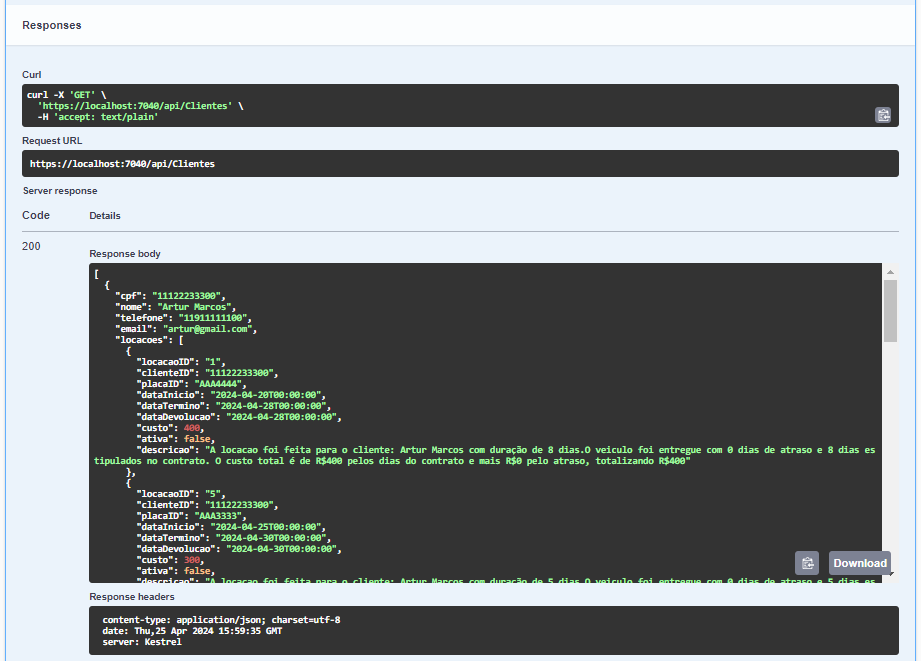 Responses
Curl
curl -X 'GET' \
'https://localhost:7040/api/Clientes' \
-H 'accept: text/plain'
Request URL
https://localhost:7040/api/Clientes
Server response
Code Details
200
Response body
[
{
"cpf": "11122233300",
"nome": "Artur Marcos",
"telefone": "11911111100",
"email": "artur@gmail.com",
"locacoes": [
{
"locacaoID": "1",
"clienteID": "11122233300",
"placaID": "AAA4444",
"dataInicio": "2024-04-20T00:00:00",
"dataTermino": "2024-04-28T00:00:00",
"dataDevolucao": "2024-04-28T00:00:00",
"custo": 400,
"ativa": false,
"descricao": "A locacao foi feita para o cliente: Artur Marcos com duração de 8 dias.O veiculo foi entregue com 0 dias de atraso e 8 dias es
tipulados no contrato. O custo total é de R$400 pelos dias do contrato e mais R$0 pelo atraso, totalizando R$400"
},
{
"locacaoID": "5",
"clienteID": "11122233300",
"placaID": "AAA3333",
"dataInicio": "2024-04-25T00:00:00",
"dataTermino": "2024-04-30T00:00:00",
"dataDevolucao": "2024-04-30T00:00:00",
"custo": 300,
"ativa": false,
"descricao": "A locacao foi feita para o cliente: Artur Marcos com duração de 5 dias.O veiculo foi entregue com 0 dias de atraso e 5 dias es
Download
Response headers
content-type: application/json; charset=utf-8
date: Thu,25 Apr 2024 15:59:35 GMT
server: Kestrel